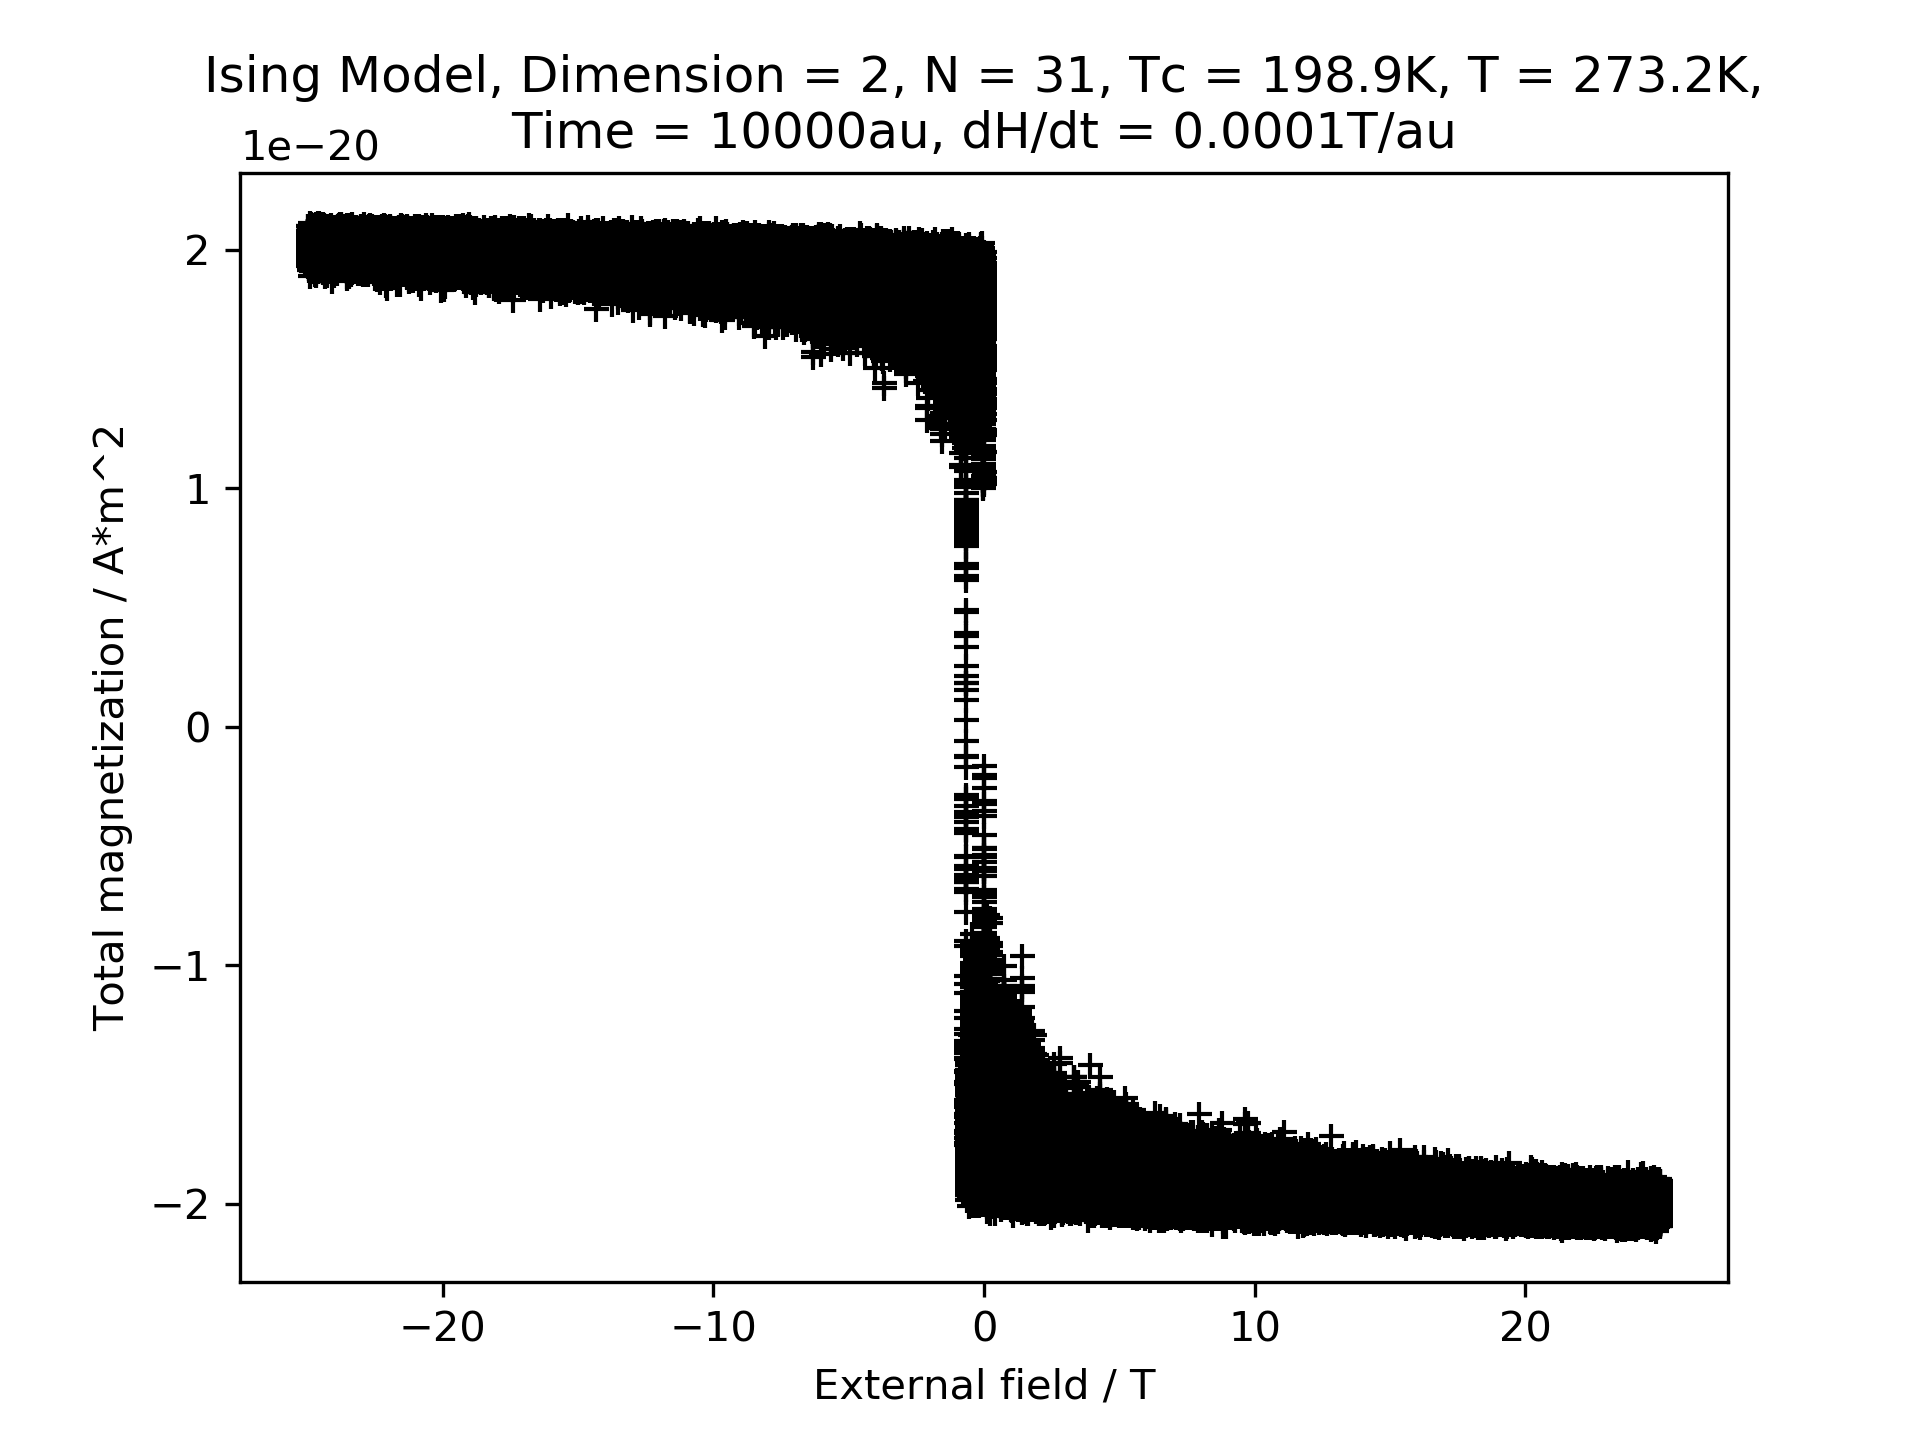 Ising Model, Dimension = 2, N = 31, Tc = 198.9K, T = 273.2K,
Time = 10000au, dH/dt = 0.0001T/au
1e−20
2
1
0
−1
−2
Total magnetization / A*m^2
−20
−10
0
10
20
External field / T